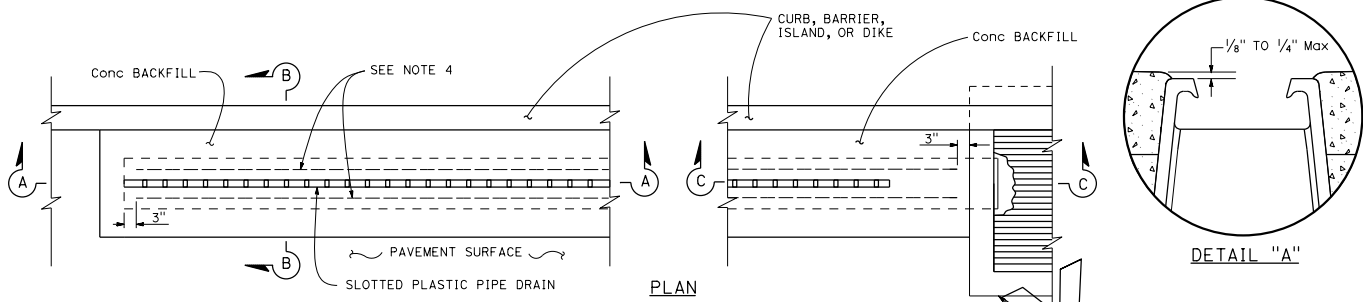 CURB, BARRIER,
ISLAND, OR DIKE
Conc BACKFILL
1/8" TO 1/4" Max
Conc BACKFILL
B
SEE NOTE 4
3"
A
A
C
C
3"
B
PAVEMENT SURFACE
SLOTTED PLASTIC PIPE DRAIN
PLAN
DETAIL "A"